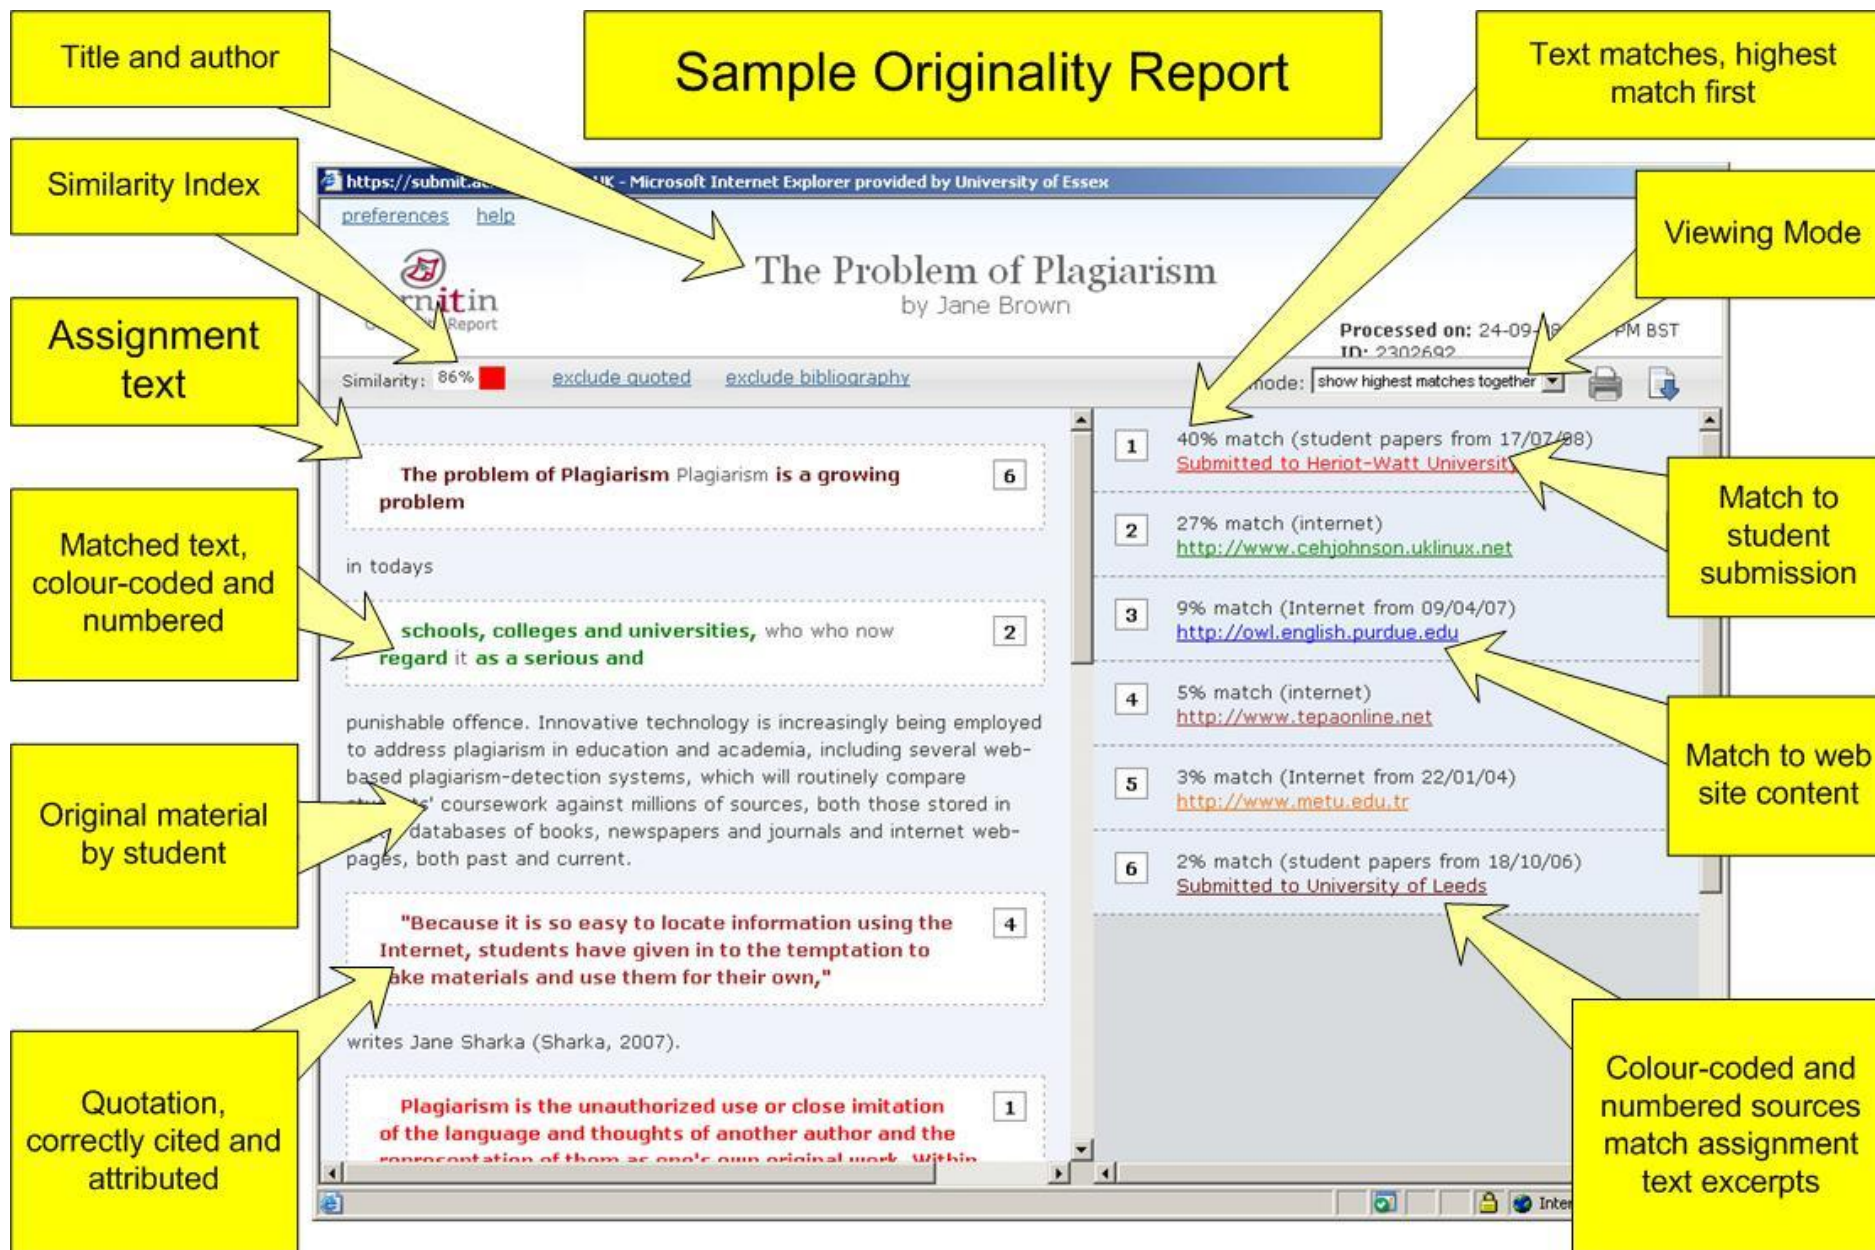 Title and author
Sample Originality Report
Text matches, highest
match first
Similarity Index
Viewing Mode
Assignment
text
Matched text,
colour-coded and
numbered
Original material
by student
Quotation,
correctly cited and
attributed
Match to
student
submission
Match to web
site content
Colour-coded and
numbered sources
match assignment
text excerpts
- Microsoft Internet Explorer provided by University of Essex
preferences help
The Problem of Plagiarism
by Jane Brown
Report
Processed on: BST
ID: 2302692
Similarity: 86% exclude quoted exclude bibliography mode: show highest matches together
The problem of Plagiarism Plagiarism is a growing 6
problem
in todays
schools, colleges and universities, who who now 2
regard it as a serious and
punishable offence. Innovative technology is increasingly being employed
to address plagiarism in education and academia, including several web-
based plagiarism-detection systems, which will routinely compare
coursework against millions of sources, both those stored in
databases of books, newspapers and journals and internet web-
pages, both past and current.
"Because it is so easy to locate information using the 4
Internet, students have given in to the temptation to
materials and use them for their own,"
writes Jane Sharka (Sharka, 2007).
Plagiarism is the unauthorized use or close imitation 1
of the language and thoughts of another author and the
representation of them as one's own original work. Within
1 40% match (student papers from 17/07/08)
Submitted to Heriot-Watt University
2 27% match (internet)
http://www.cehjohnson.uklinux.net
3 9% match (Internet from 09/04/07)
http://owl.english.purdue.edu
4 5% match (internet)
http://www.tepaonline.net
5 3% match (Internet from 22/01/04)
http://www.metu.edu.tr
6 2% match (student papers from 18/10/06)
Submitted to University of Leeds